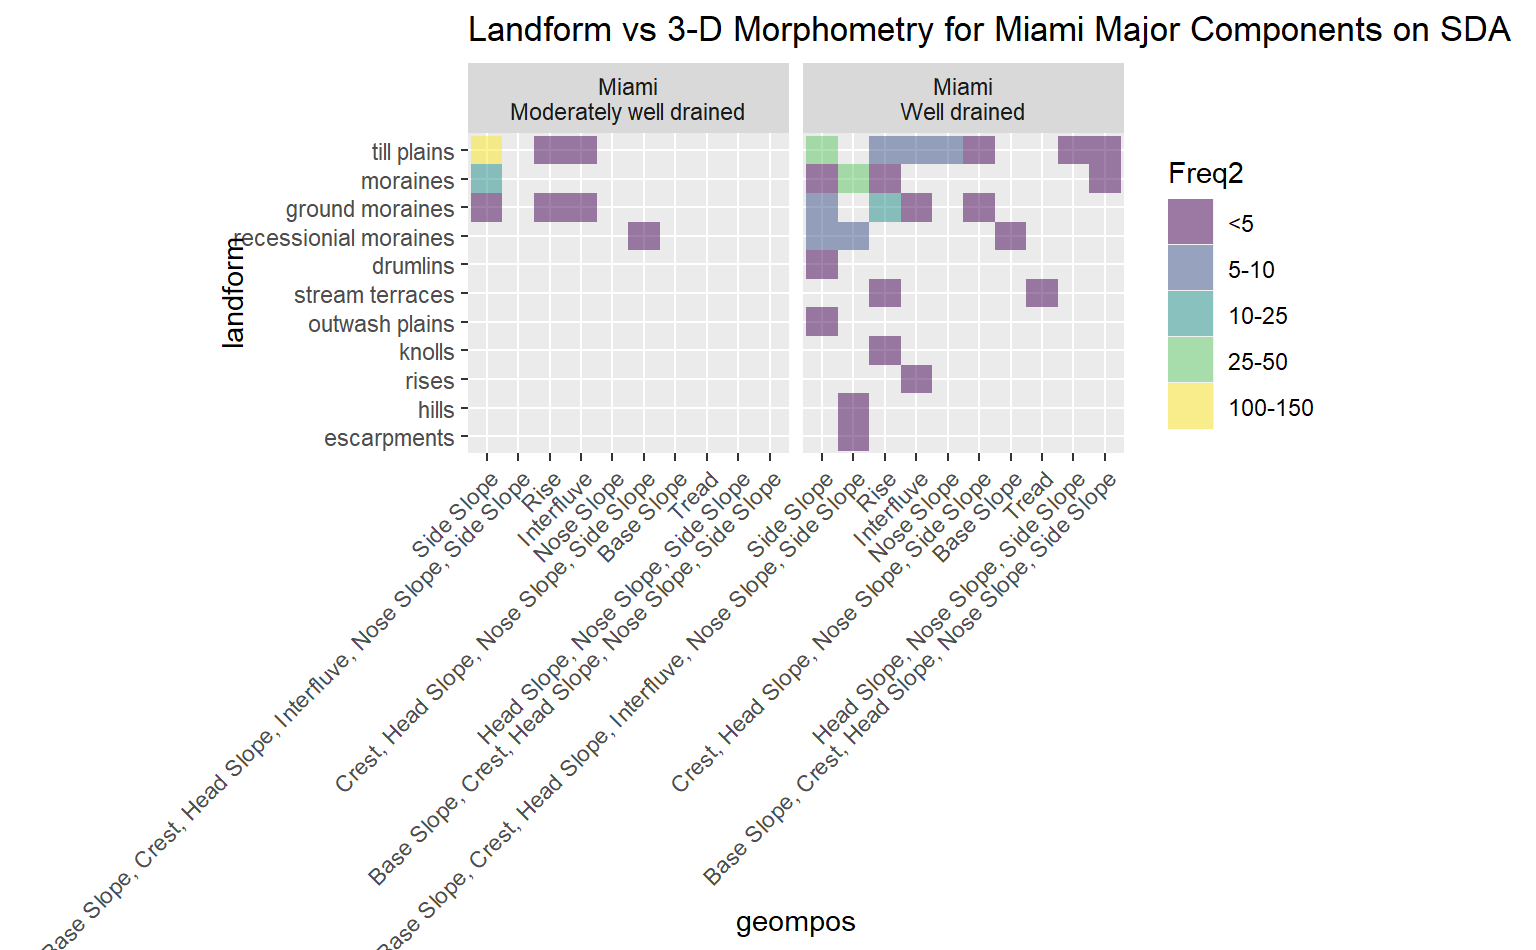 Landform vs 3-D Morphometry for Miami Major Components on SDA
Miami
Moderately well drained
Miami
Well drained
landform
till plains
moraines
ground moraines
recessionial moraines
drumlins
stream terraces
outwash plains
knolls
rises
hills
escarpments
Side Slope
Base Slope, Crest, Head Slope, Interfluve, Nose Slope, Side Slope
Rise
Interfluve
Nose Slope
Crest, Head Slope, Nose Slope, Side Slope
Base Slope
Tread
Head Slope, Nose Slope, Side Slope
Base Slope, Crest, Head Slope, Nose Slope, Side Slope
Side Slope
Base Slope, Crest, Head Slope, Interfluve, Nose Slope, Side Slope
Rise
Interfluve
Nose Slope
Crest, Head Slope, Nose Slope, Side Slope
Base Slope
Tread
Head Slope, Nose Slope, Side Slope
Base Slope, Crest, Head Slope, Nose Slope, Side Slope
geompos
Freq2
<5
5-10
10-25
25-50
100-150